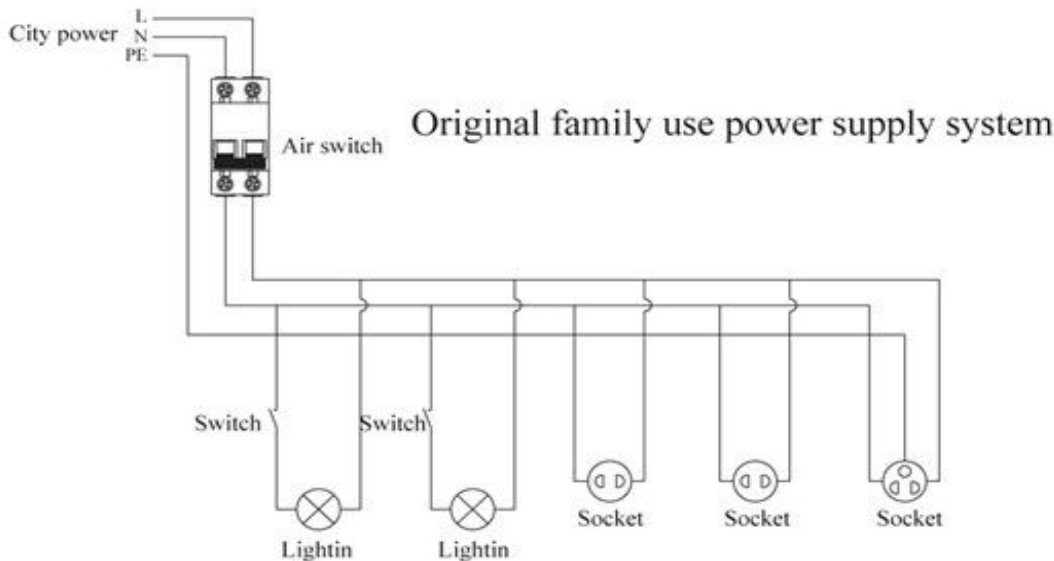 L
City power N
PE
Original family use power supply system
Air switch
Switch
Switch
Socket
Socket
Socket
Lightin
Lightin